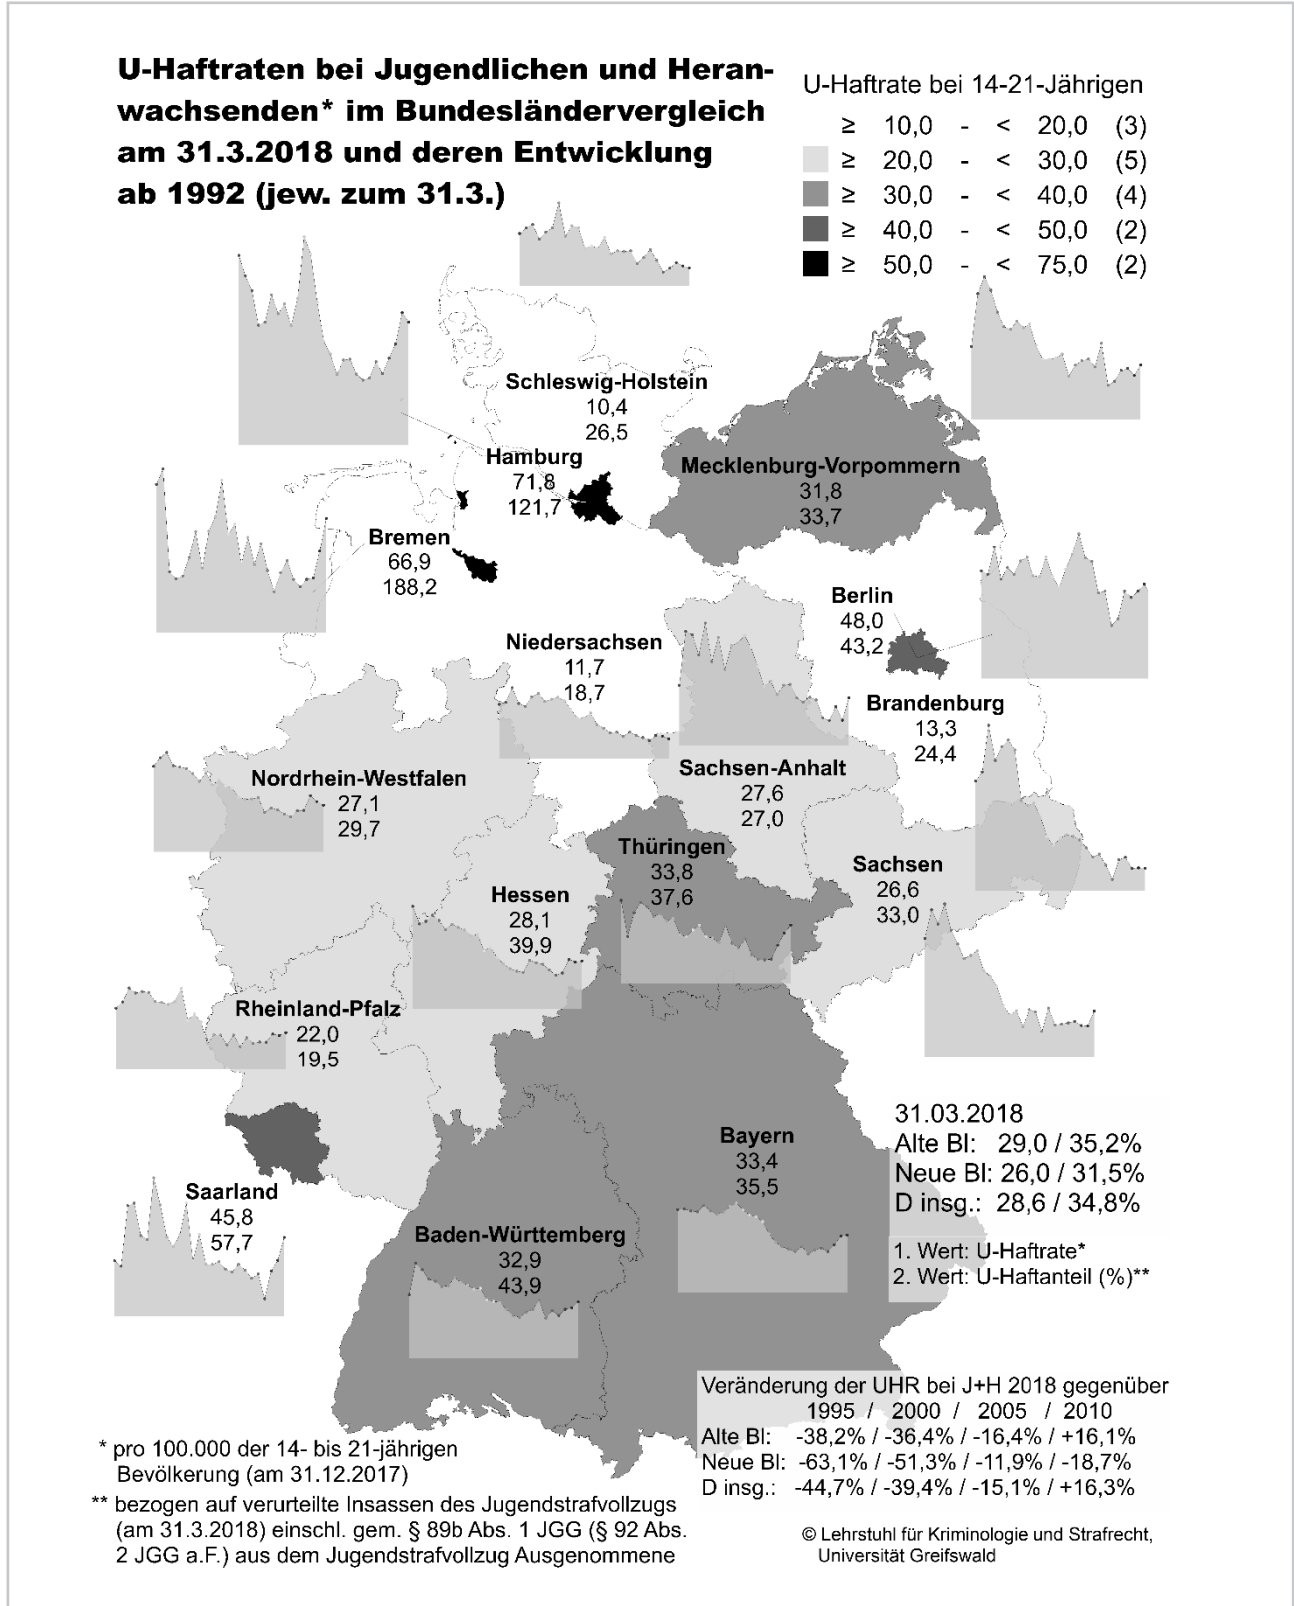 U-Haftraten bei Jugendlichen und Heran-
wachsenden* im Bundesländervergleich
am 31.3.2018 und deren Entwicklung
ab 1992 (jew. zum 31.3.)
U-Haftrate bei 14-21-Jährigen
≥ 10,0 - < 20,0 (3)
≥ 20,0 - < 30,0 (5)
≥ 30,0 - < 40,0 (4)
≥ 40,0 - < 50,0 (2)
≥ 50,0 - < 75,0 (2)
Schleswig-Holstein
10,4
26,5
Hamburg
71,8
121,7
Mecklenburg-Vorpommern
31,8
33,7
Bremen
66,9
188,2
Berlin
48,0
43,2
Niedersachsen
11,7
18,7
Brandenburg
13,3
24,4
Nordrhein-Westfalen
27,1
29,7
Sachsen-Anhalt
27,6
27,0
Thüringen
33,8
37,6
Sachsen
26,6
33,0
Hessen
28,1
39,9
Rheinland-Pfalz
22,0
19,5
Saarland
45,8
57,7
Bayern
33,4
35,5
Baden-Württemberg
32,9
43,9
31.03.2018
Alte Bl: 29,0 / 35,2%
Neue Bl: 26,0 / 31,5%
D insg.: 28,6 / 34,8%
1. Wert: U-Haftrate*
2. Wert: U-Haftanteil (%)**
Veränderung der UHR bei J+H 2018 gegenüber
1995 / 2000 / 2005 / 2010
Alte Bl: -38,2% / -36,4% / -16,4% / +16,1%
Neue Bl: -63,1% / -51,3% / -11,9% / -18,7%
D insg.: -44,7% / -39,4% / -15,1% / +16,3%
* pro 100.000 der 14- bis 21-jährigen
Bevölkerung (am 31.12.2017)
** bezogen auf verurteilte Insassen des Jugendstrafvollzugs
(am 31.3.2018) einschl. gem. § 89b Abs. 1 JGG (§ 92 Abs.
2 JGG a.F.) aus dem Jugendstrafvollzug Ausgenommene
© Lehrstuhl für Kriminologie und Strafrecht,
Universität Greifswald